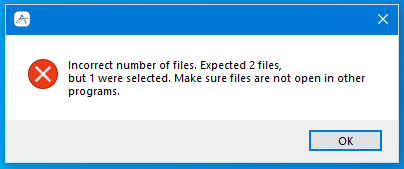 Incorrect number of files. Expected 2 files,
but 1 were selected. Make sure files are not open in other
programs.
OK